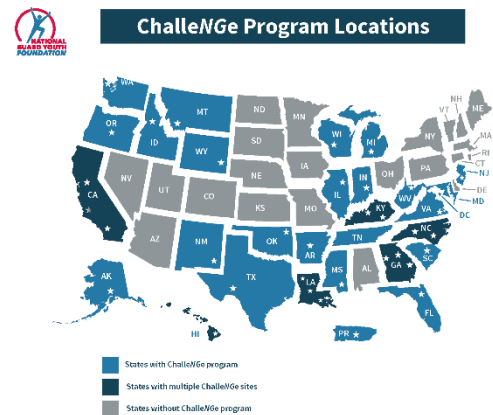 ChalleNGe Program Locations
NATIONAL
GUARD YOUTH
FOUNDATION
WA
OR
ID
MT
WY
ND
SD
NE
KS
MN
IA
MO
WI
MI
IL
IN
OH
KY
WV
VA
PA
NY
VT
NH
ME
MA
RI
CT
NJ
DE
MD
DC
CA
NV
UT
CO
AZ
NM
OK
TX
AR
LA
MS
AL
TN
NC
SC
GA
FL
AK
HI
PR
States with ChalleNGe program
States with multiple ChalleNGe sites
States without ChalleNGe program